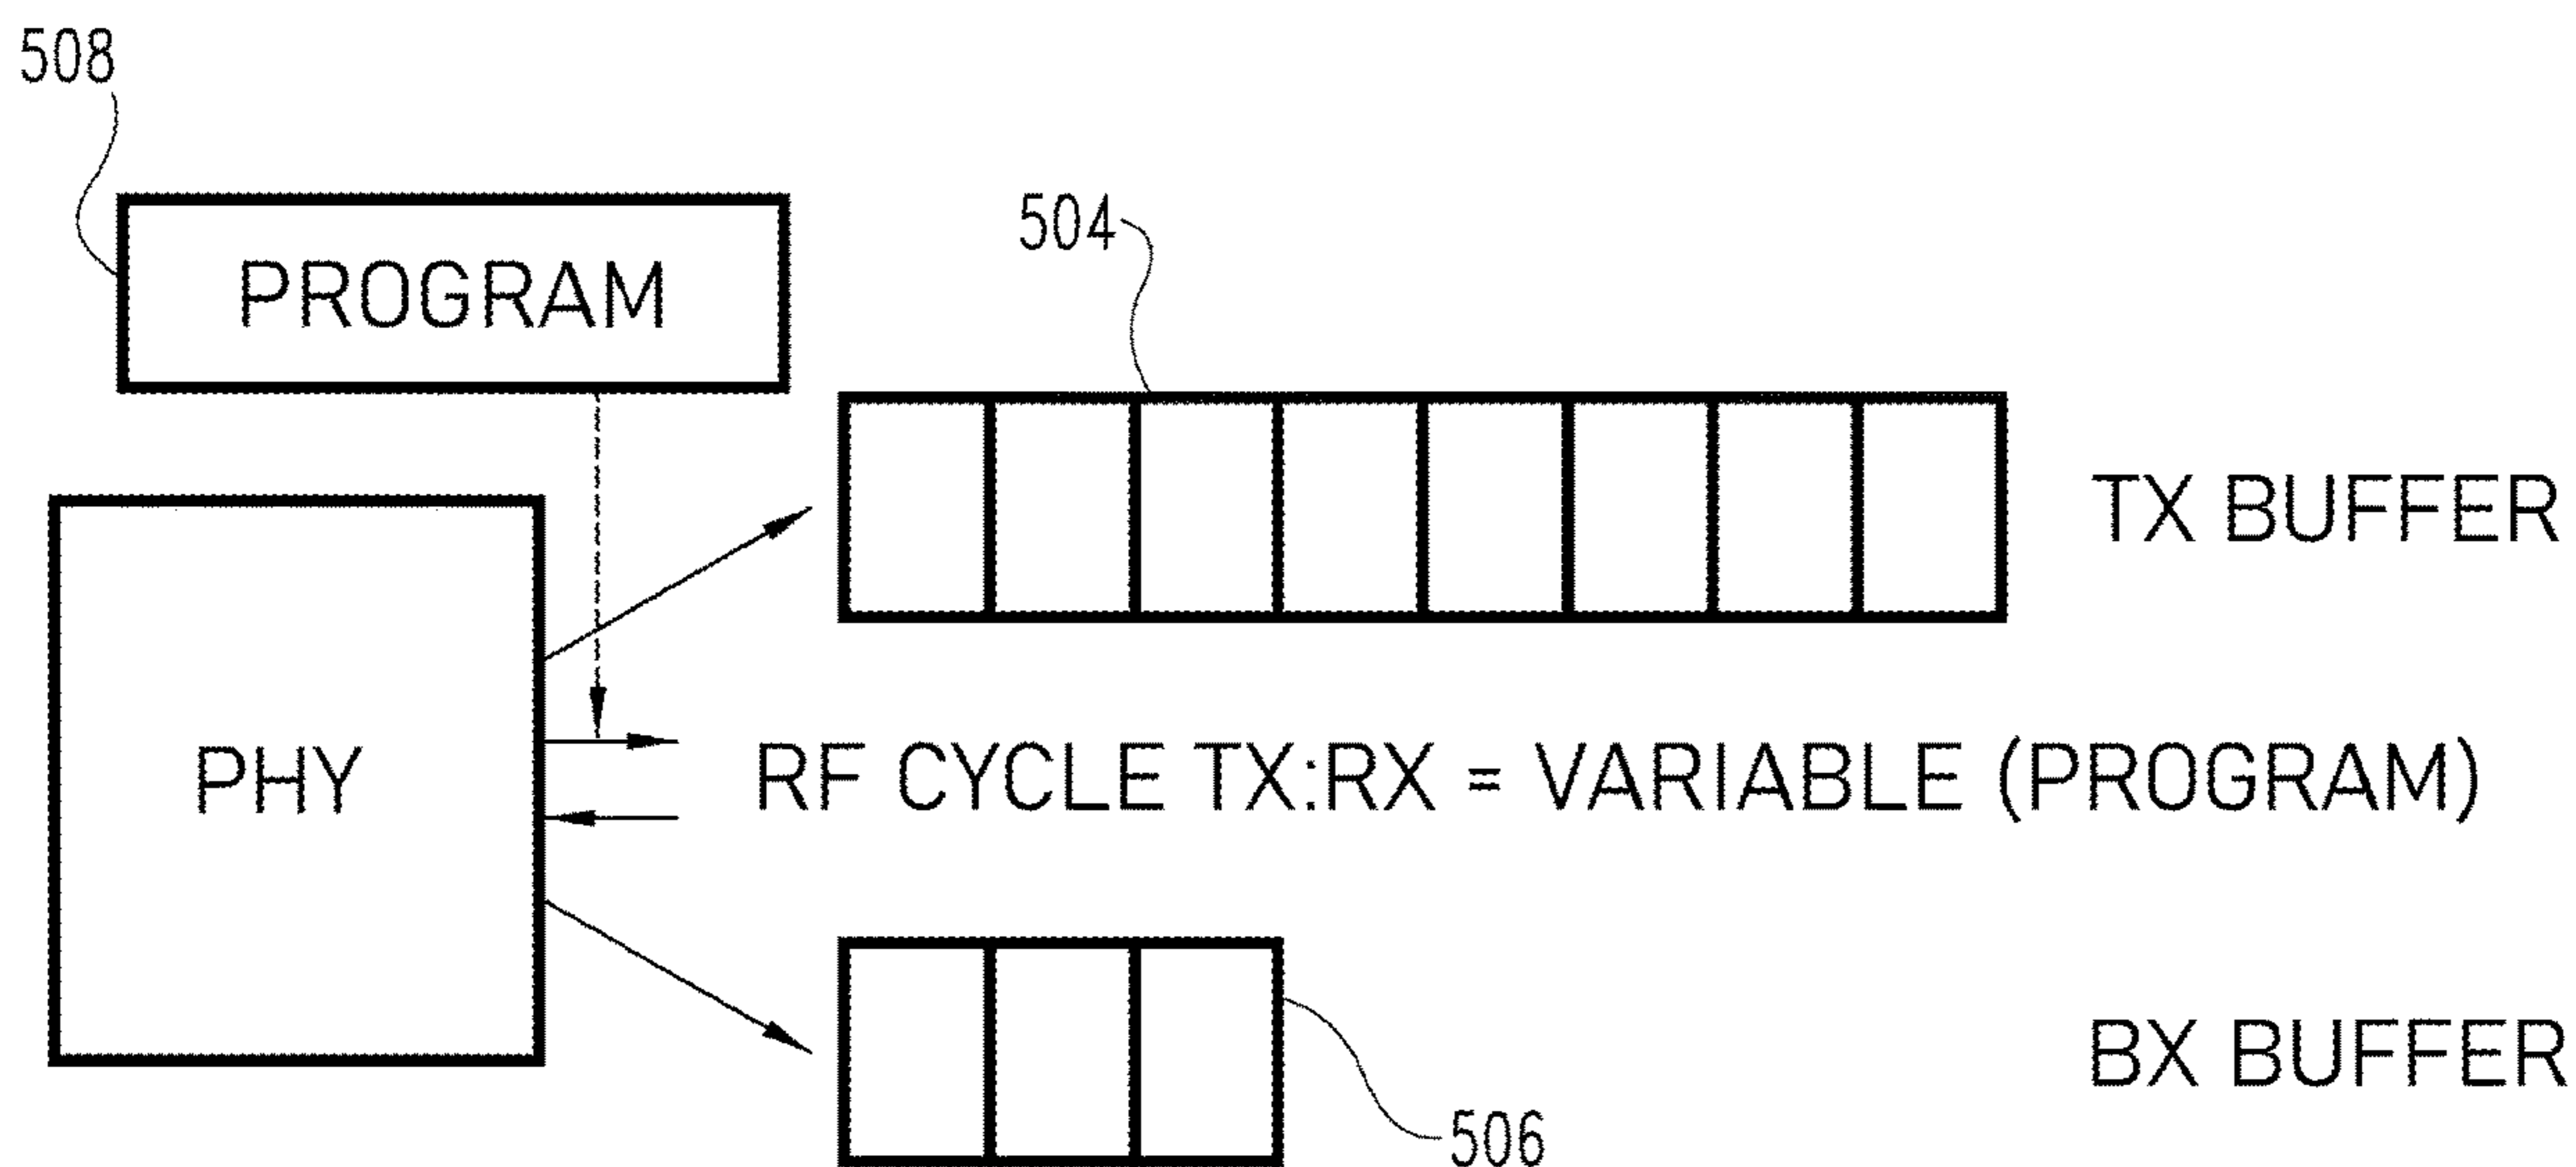 508
504
PROGRAM
TX BUFFER
PHY
RF CYCLE TX:RX = VARIABLE (PROGRAM)
BX BUFFER
506